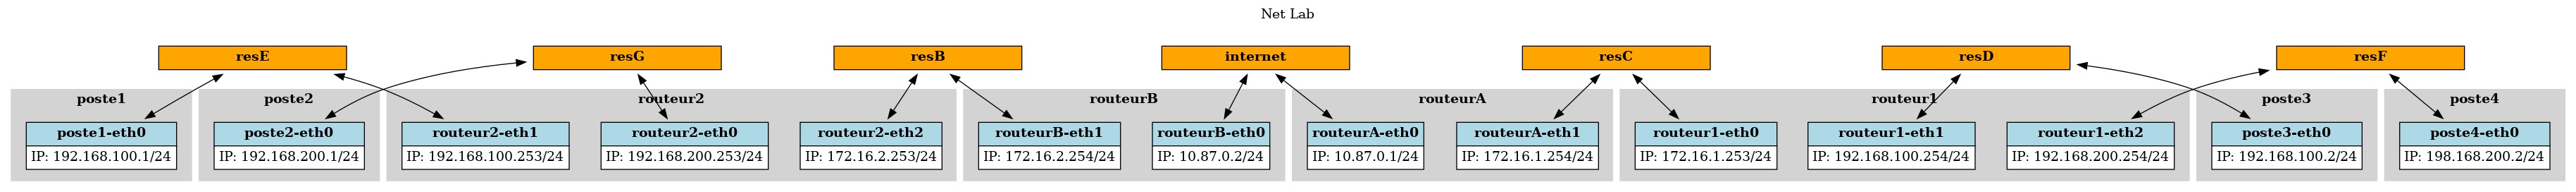 Net Lab
resE
resG
resB
internet
resC
resD
resF
poste1
poste2
routeur2
routeurB
routeurA
routeur1
poste3
poste4
poste1-eth0
IP: 192.168.100.1/24
poste2-eth0
IP: 192.168.200.1/24
routeur2-eth1
IP: 192.168.100.253/24
routeur2-eth0
IP: 192.168.200.253/24
routeur2-eth2
IP: 172.16.2.253/24
routeurB-eth1
IP: 172.16.2.254/24
routeurB-eth0
IP: 10.87.0.2/24
routeurA-eth0
IP: 10.87.0.1/24
routeurA-eth1
IP: 172.16.1.254/24
routeur1-eth0
IP: 172.16.1.253/24
routeur1-eth1
IP: 192.168.100.254/24
routeur1-eth2
IP: 192.168.200.254/24
poste3-eth0
IP: 192.168.100.2/24
poste4-eth0
IP: 198.168.200.2/24